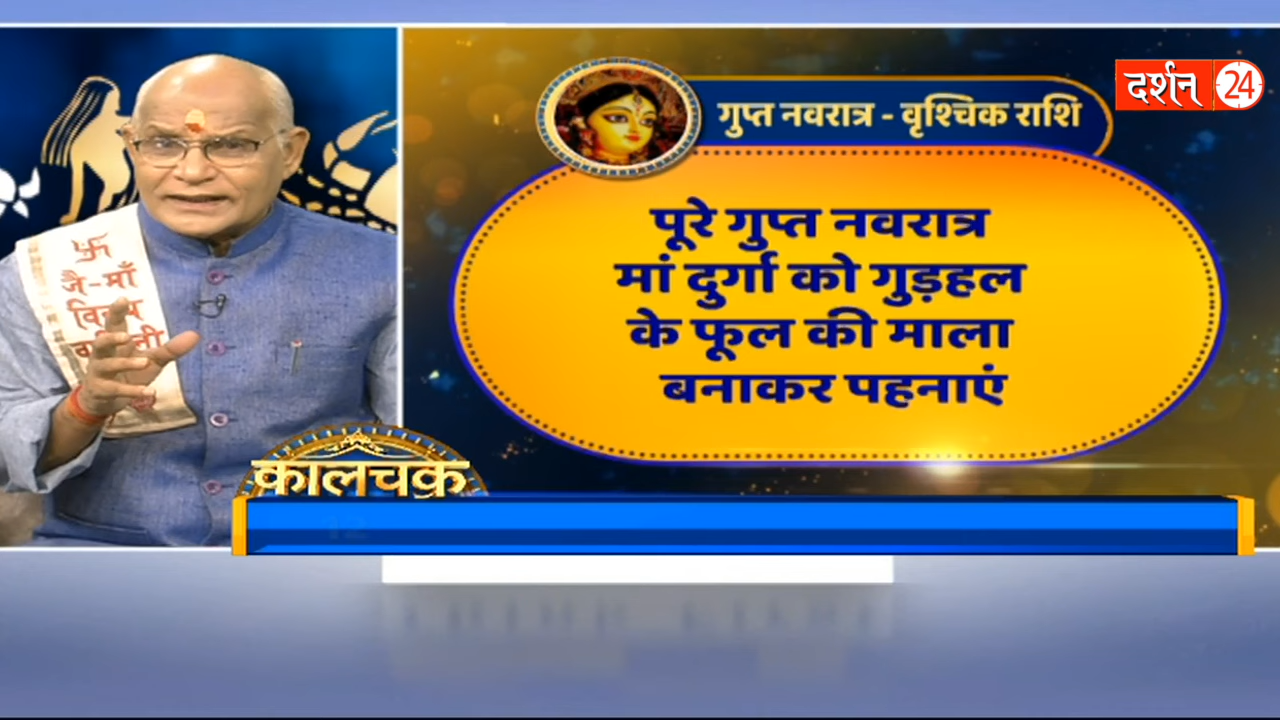 दर्शन 24
गुप्त नवरात्र - वृश्चिक राशि
पूरे गुप्त नवरात्र
मां दुर्गा को गुड़हल
के फूल की माला
बनाकर पहनाएं
जै-माँ
कालचक्र